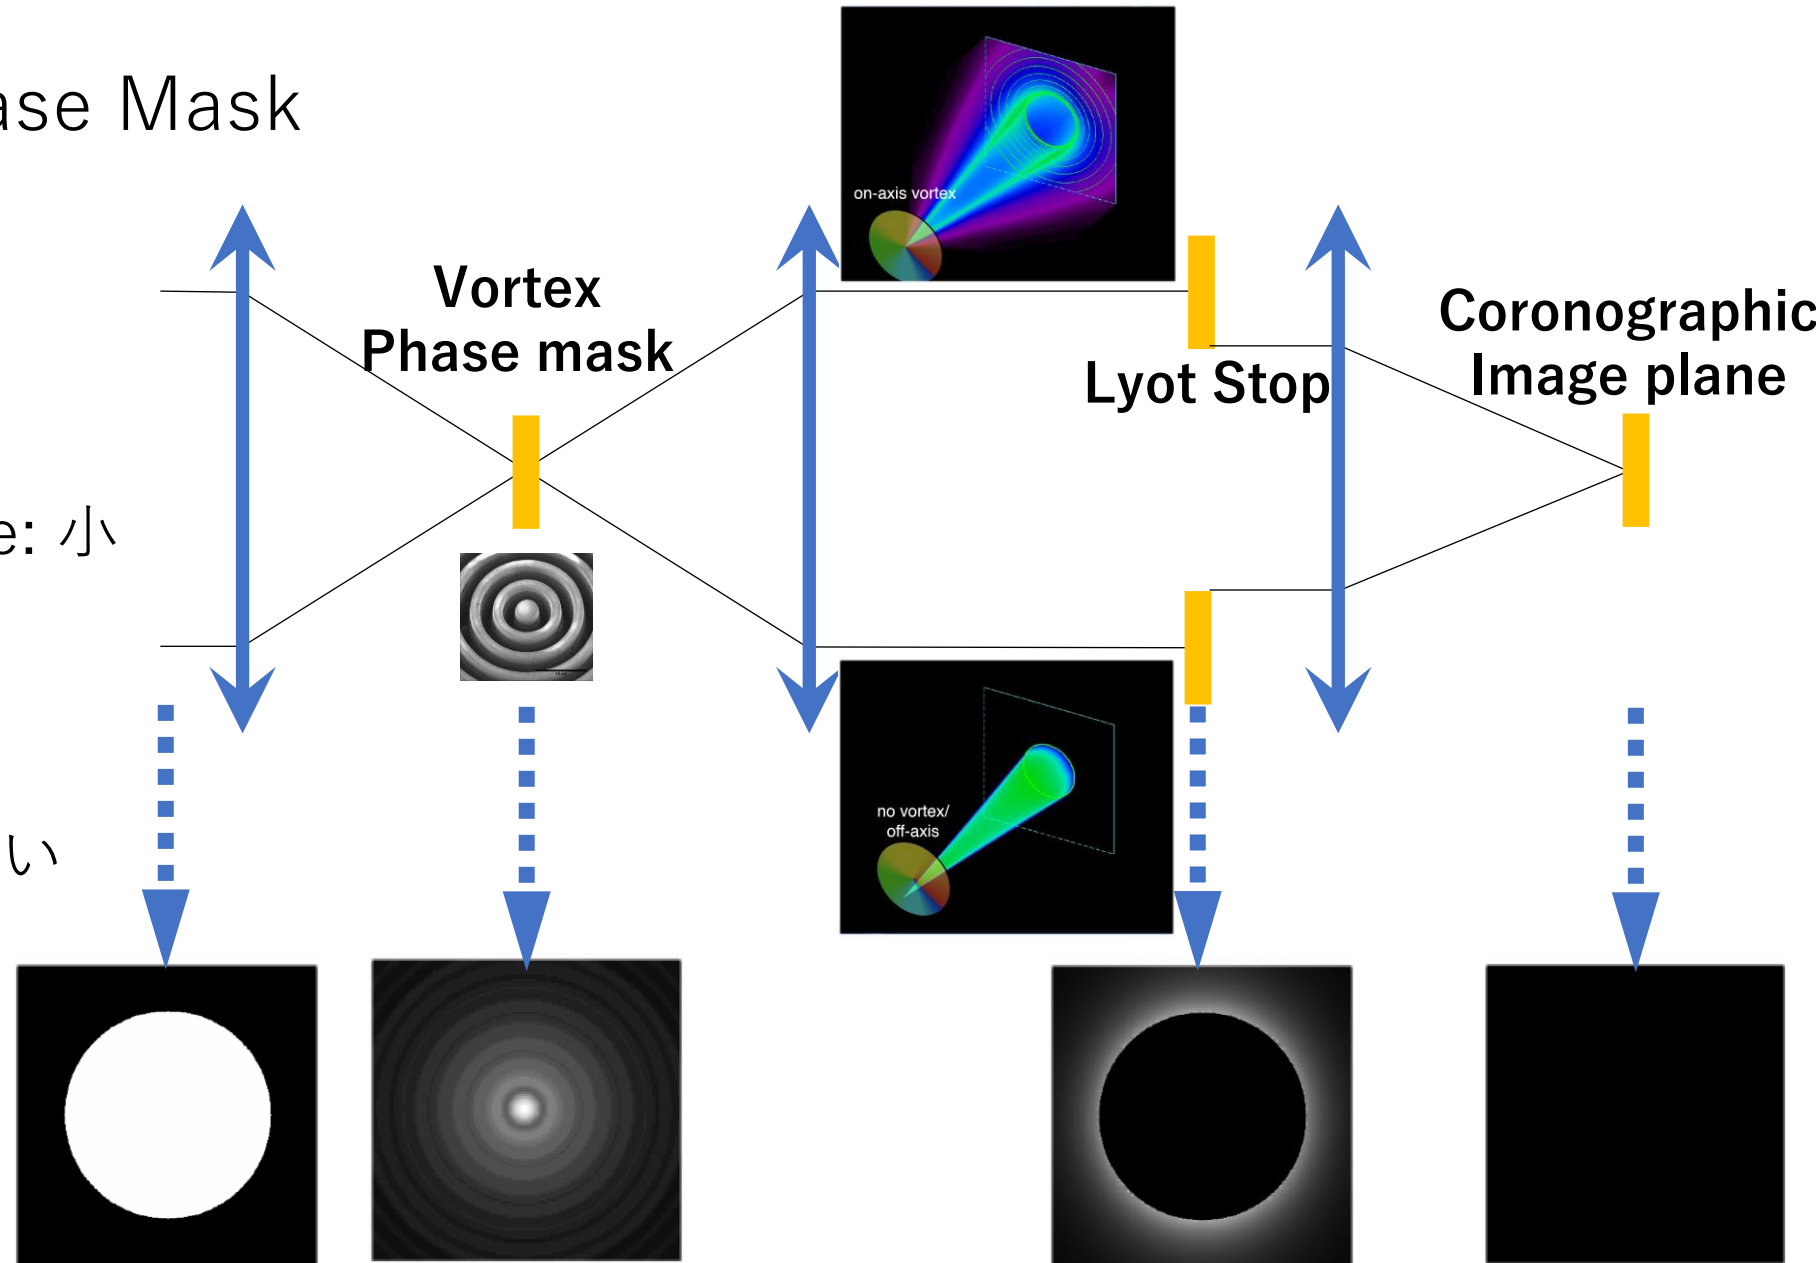 ase Mask
on-axis vortex
Vortex
Phase mask
Coronographic
Image plane
Lyot Stop
e: 小
no vortex/
off-axis
い